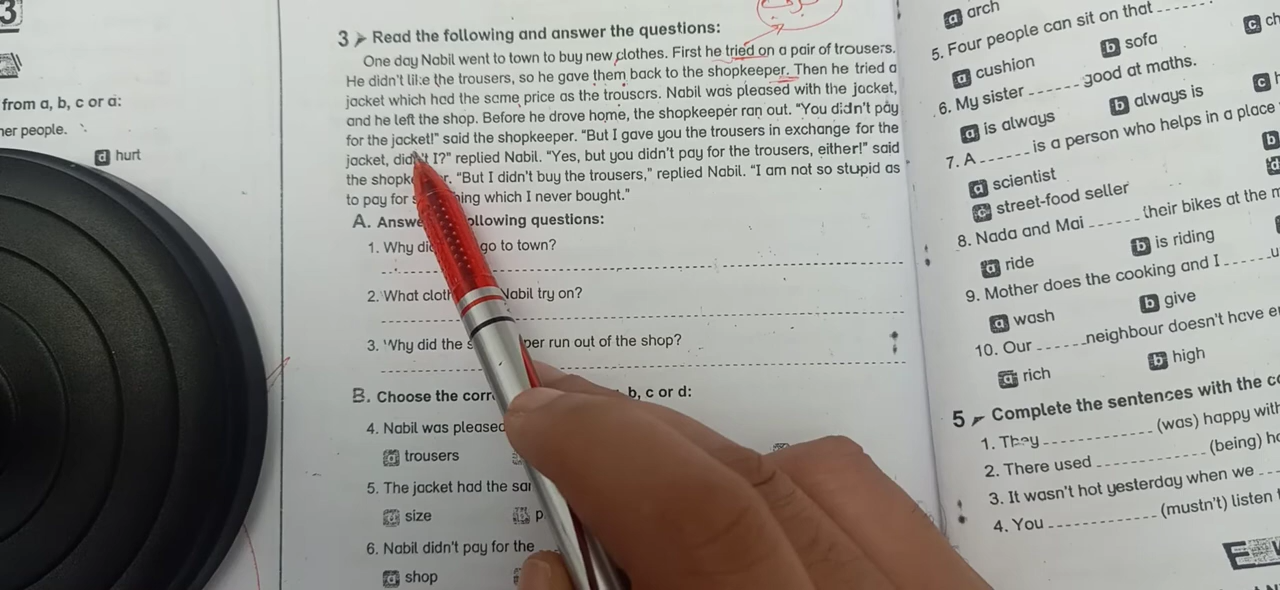 3
from a, b, c or a:
her people.
d hurt
3 ➤ Read the following and answer the questions:
One day Nabil went to town to buy new clothes. First he tried on a pair of trousers.
He didn't like the trousers, so he gave them back to the shopkeeper. Then he tried a
jacket which had the same price as the trousers. Nabil was pleased with the jacket,
and he left the shop. Before he drove home, the shopkeeper ran out. "You didn't pay
for the jacket!" said the shopkeeper. "But I gave you the trousers in exchange for the
jacket, didn't I?" replied Nabil. "Yes, but you didn't pay for the trousers, either!" said
the shopk r. "But I didn't buy the trousers," replied Nabil. "I am not so stupid as
to pay for s hing which I never bought."
A. Answe ollowing questions:
1. Why di go to town?
2. What cloth Nabil try on?
3. Why did the s per run out of the shop?
B. Choose the corr b, c or d:
4. Nabil was pleased
a trousers
5. The jacket had the sa
a size
p
6. Nabil didn't pay for the
a shop
a arch
c ch
5. Four people can sit on that
a cushion
b sofa
6. My sister ------- good at maths.
c
a is always
b always is
7. A ------ is a person who helps in a place
a scientist
b
c street-food seller
d
8. Nada and Mai ------- their bikes at the
a ride
b is riding
9. Mother does the cooking and I -------
a wash
b give
10. Our ------ neighbour doesn't have
a rich
b high
5 ➤ Complete the sentences with the
1. They ------------- (was) happy with
2. There used ------------- (being)
3. It wasn't hot yesterday when we
4. You ------------- (mustn't) listen
E